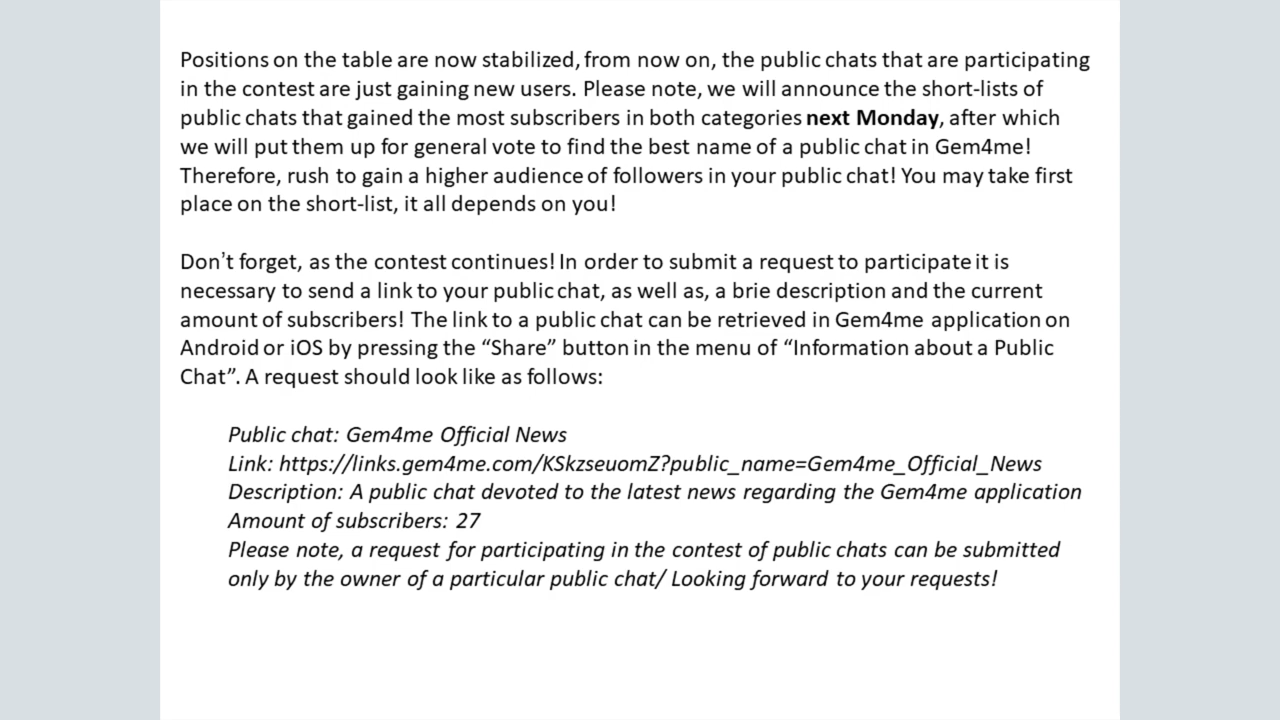 Positions on the table are now stabilized, from now on, the public chats that are participating
in the contest are just gaining new users. Please note, we will announce the short-lists of
public chats that gained the most subscribers in both categories next Monday, after which
we will put them up for general vote to find the best name of a public chat in Gem4me!
Therefore, rush to gain a higher audience of followers in your public chat! You may take first
place on the short-list, it all depends on you!
Don’t forget, as the contest continues! In order to submit a request to participate it is
necessary to send a link to your public chat, as well as, a brie description and the current
amount of subscribers! The link to a public chat can be retrieved in Gem4me application on
Android or iOS by pressing the “Share” button in the menu of “Information about a Public
Chat”. A request should look like as follows:
Public chat: Gem4me Official News
Link: https://links.gem4me.com/KSkzseuomZ?public_name=Gem4me_Official_News
Description: A public chat devoted to the latest news regarding the Gem4me application
Amount of subscribers: 27
Please note, a request for participating in the contest of public chats can be submitted
only by the owner of a particular public chat/ Looking forward to your requests!